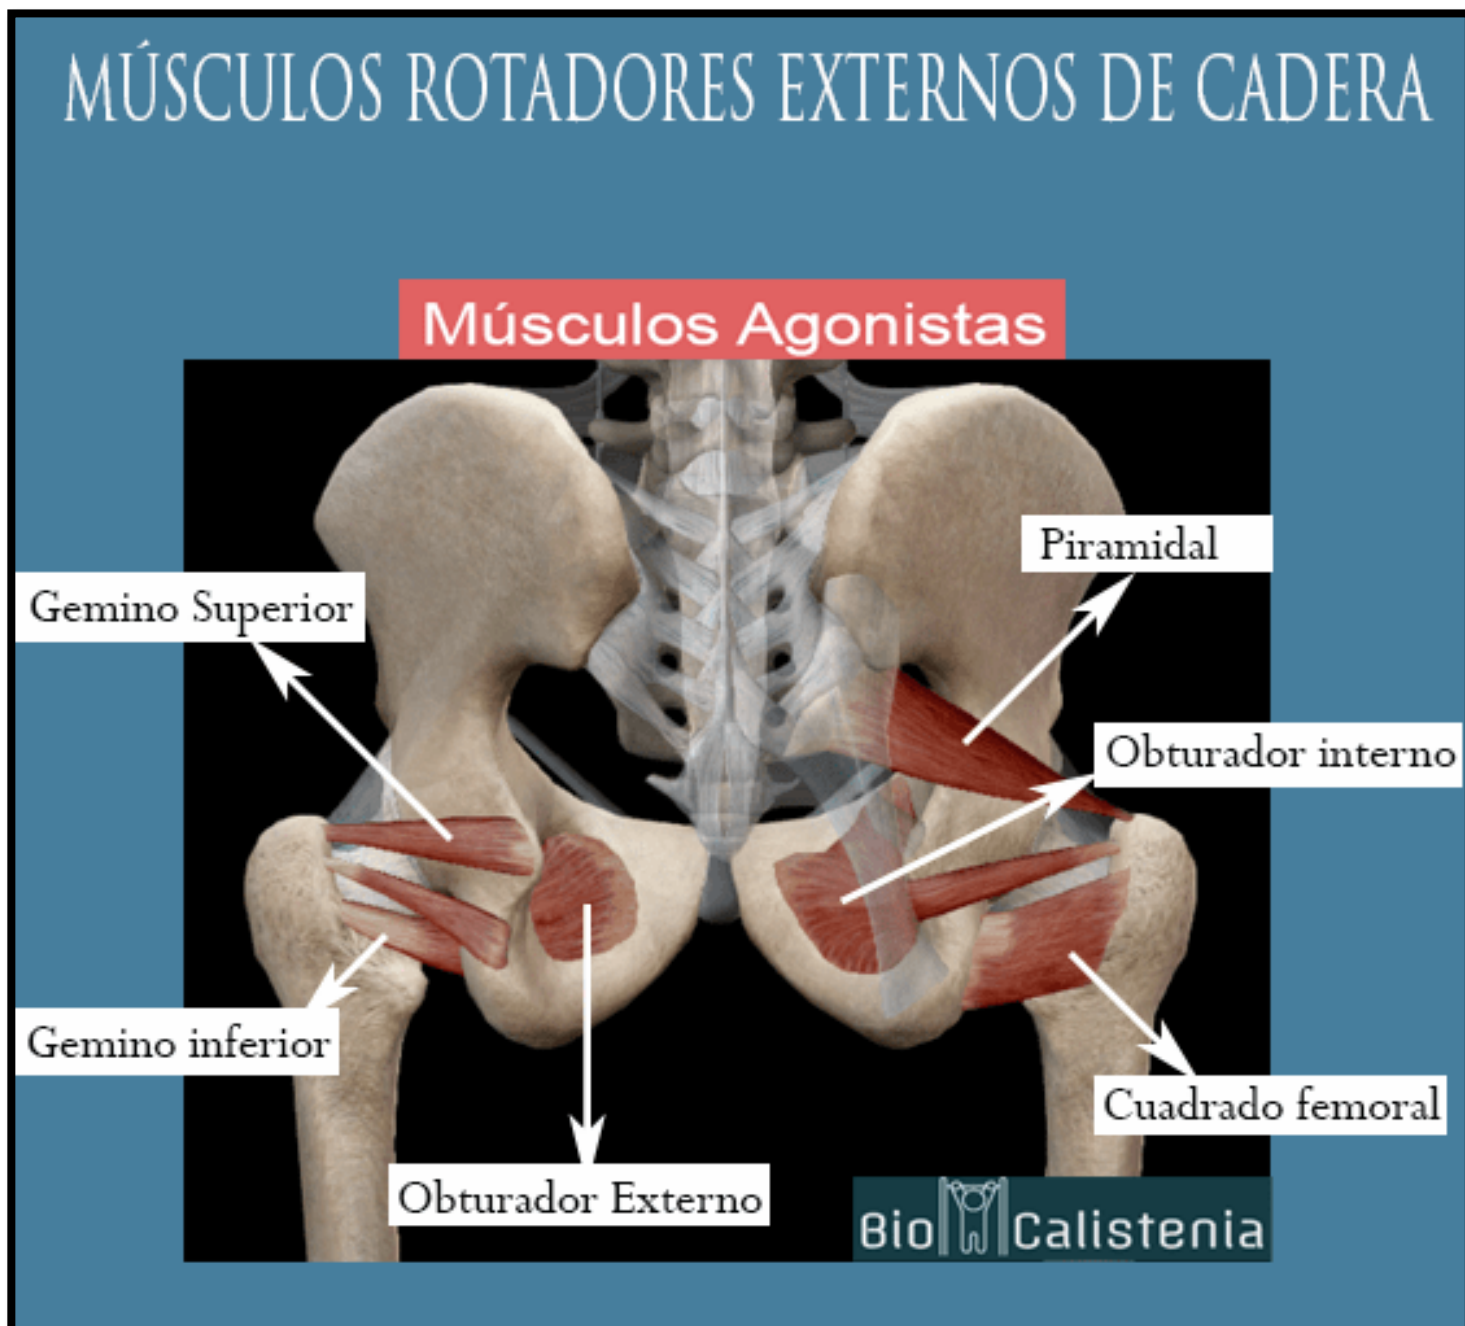 MÚSCULOS ROTADORES EXTERNOS DE CADERA
Músculos Agonistas
Piramidal
Gemino Superior
Obturador interno
Gemino inferior
Cuadrado femoral
Obturador Externo
Bio Calistenia